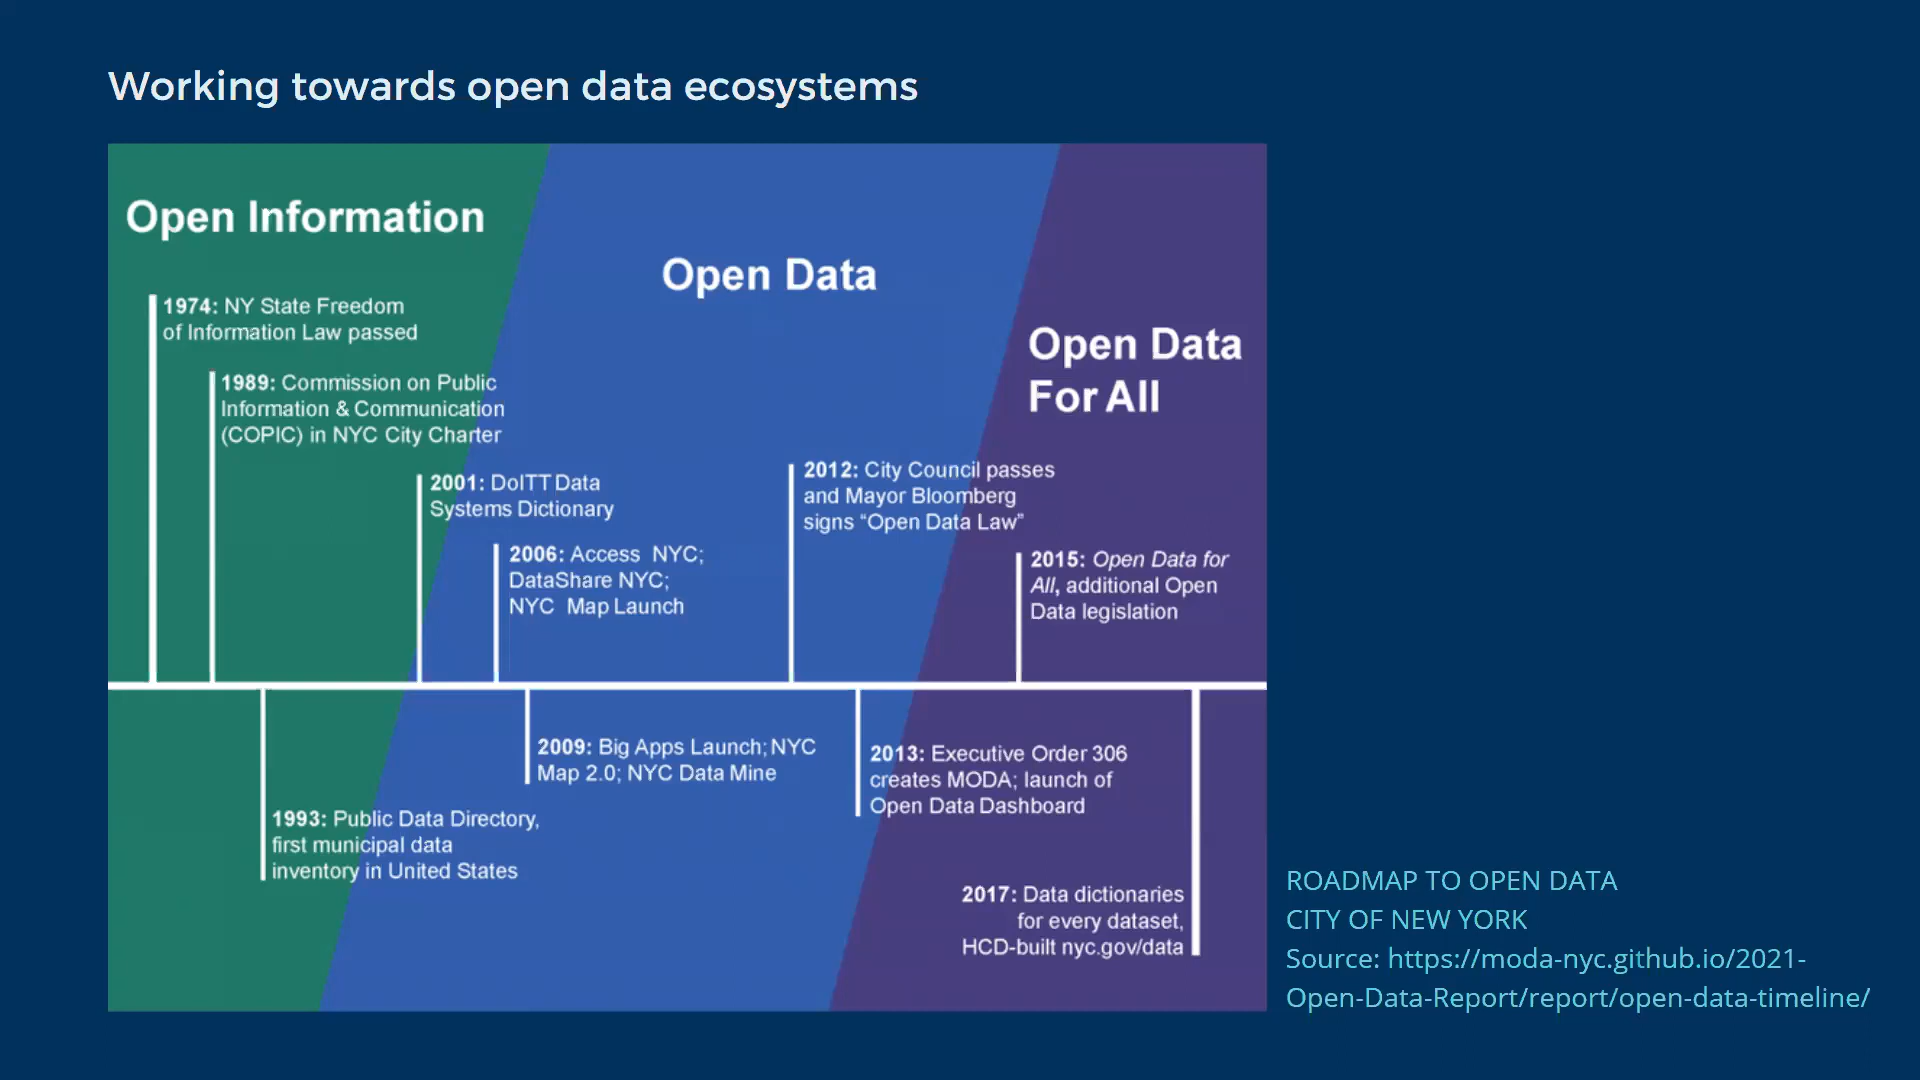 Working towards open data ecosystems
Open Information
Open Data
Open Data
For All
1974: NY State Freedom
of Information Law passed
1989: Commission on Public
Information & Communication
(COPIC) in NYC City Charter
2001: DoITT Data
Systems Dictionary
2006: Access NYC;
DataShare NYC;
NYC Map Launch
2012: City Council passes
and Mayor Bloomberg
signs “Open Data Law”
2015: Open Data for
All, additional Open
Data legislation
1993: Public Data Directory,
first municipal data
inventory in United States
2009: Big Apps Launch; NYC
Map 2.0; NYC Data Mine
2013: Executive Order 306
creates MODA; launch of
Open Data Dashboard
2017: Data dictionaries
for every dataset,
HCD-built nyc.gov/data
ROADMAP TO OPEN DATA
CITY OF NEW YORK
Source: https://moda-nyc.github.io/2021-
Open-Data-Report/report/open-data-timeline/